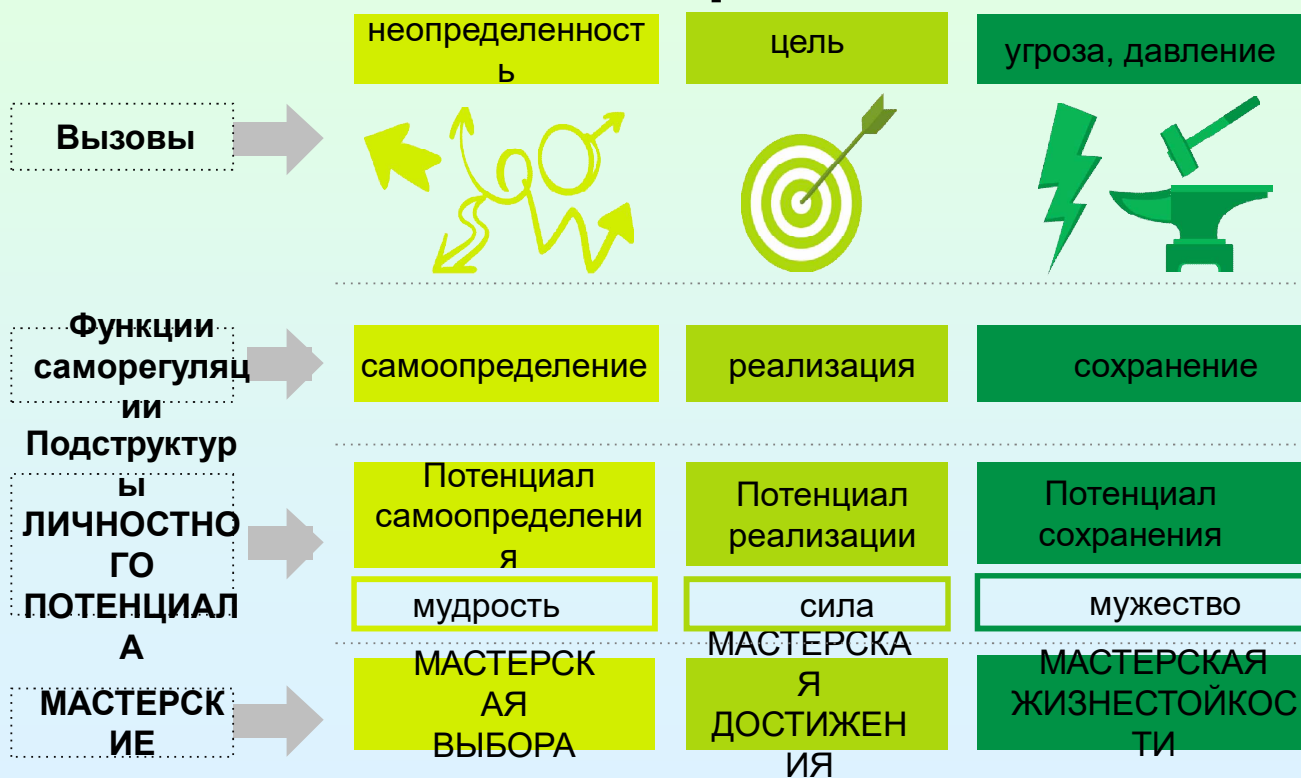 неопределенност
ь
цель
угроза, давление
Вызовы
Функции
саморегуляц
ии
самоопределение
реализация
сохранение
Подструктур
ы
ЛИЧНОСТНО
ГО
ПОТЕНЦИАЛ
А
Потенциал
самоопределени
я
Потенциал
реализации
Потенциал
сохранения
мудрость
сила
мужество
МАСТЕРСК
ИЕ
МАСТЕРСК
АЯ
ВЫБОРА
МАСТЕРСКА
Я
ДОСТИЖЕН
ИЯ
МАСТЕРСКАЯ
ЖИЗНЕСТОЙКОС
ТИ